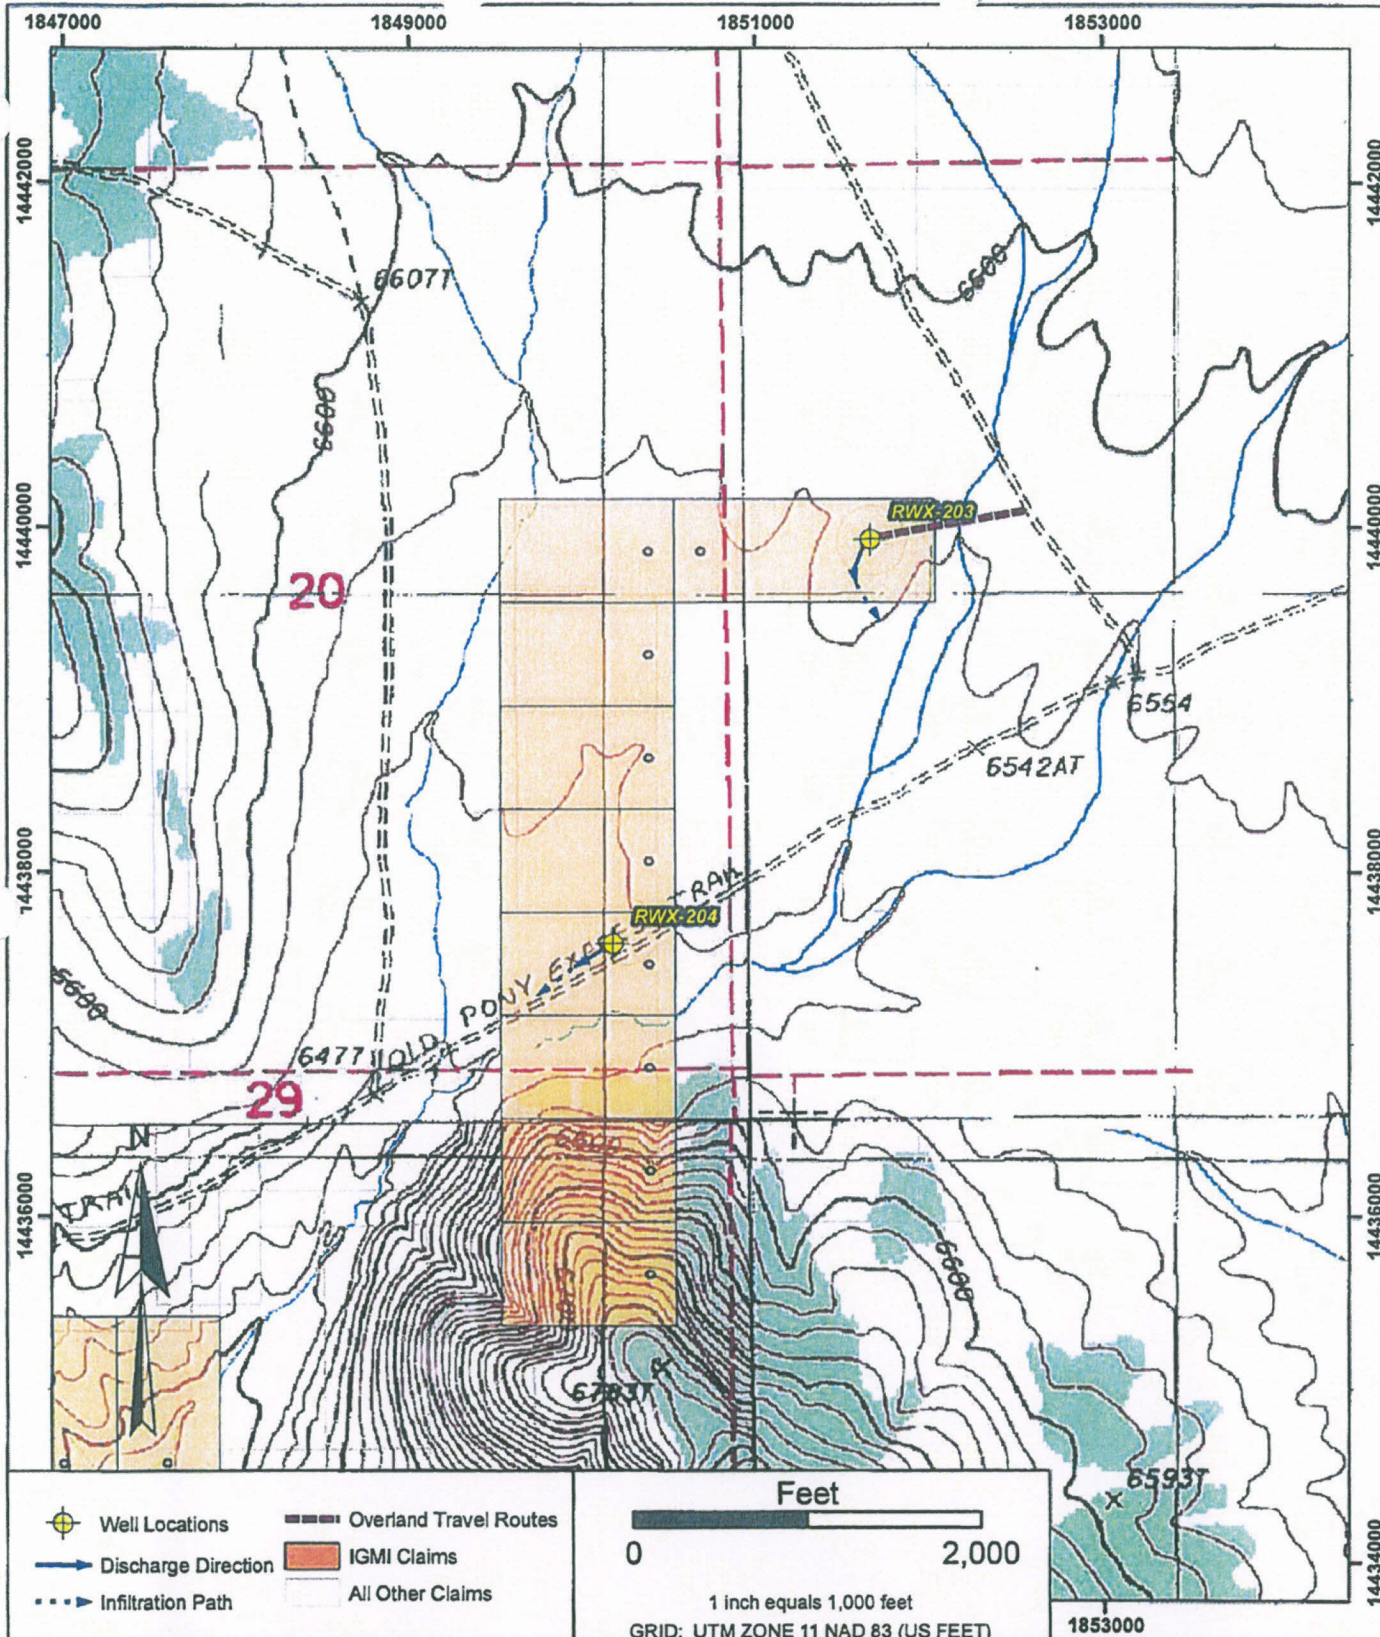 1847000 1849000 1851000 1853000
14442000
14442000
6607T
6600
6600
RWX-203
14440000
14440000
20
6554
6542AT
14438000
14438000
TRAIL
RWX-204
OLD PONY EXPRESS
6600
6477T
29
N
6600
TRAIL
14436000
14436000
6600
6783T
6593T
Feet
0 2,000
Well Locations
Overland Travel Routes
Discharge Direction
IGMI Claims
Infiltration Path
All Other Claims
1 inch equals 1,000 feet
GRID: UTM ZONE 11 NAD 83 (US FEET)
14434000
1853000